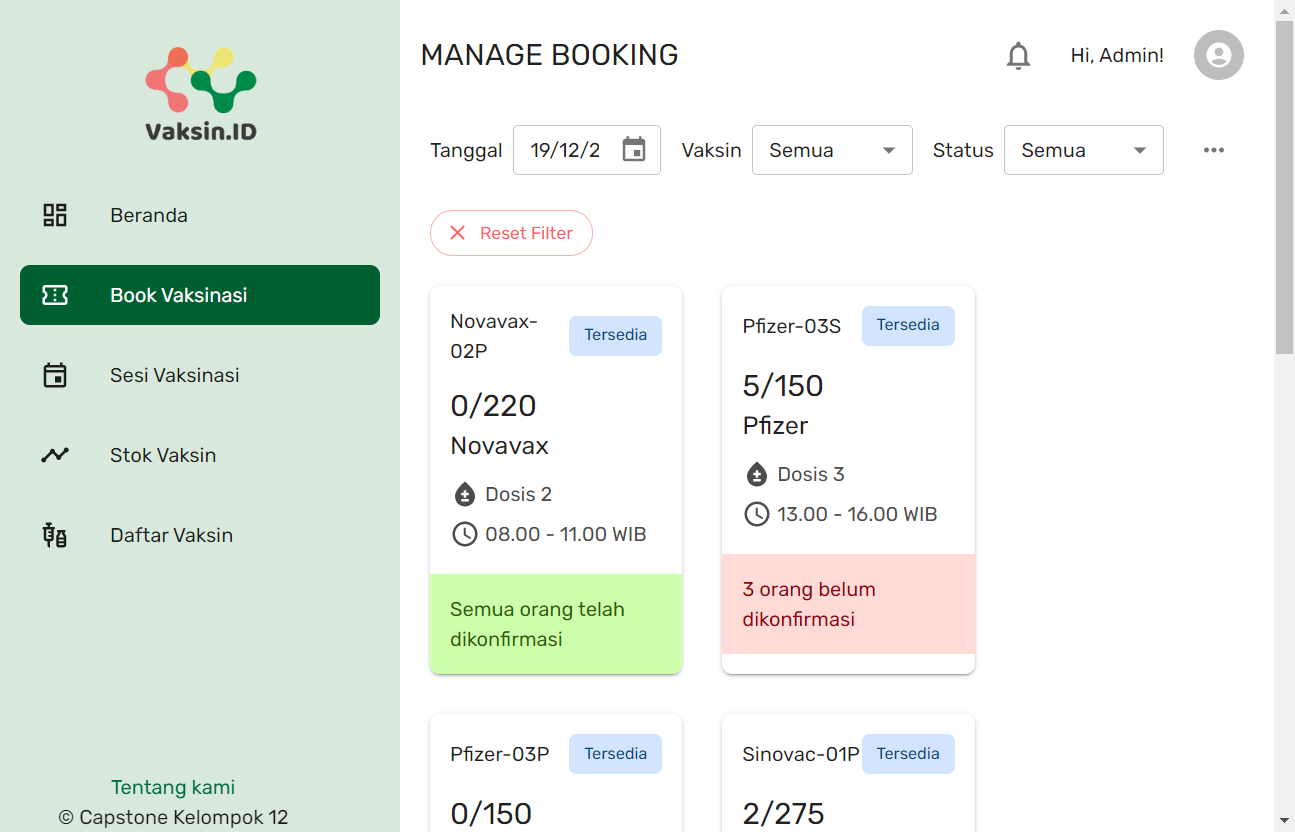 Vaksin.ID
Beranda
Book Vaksinasi
Sesi Vaksinasi
Stok Vaksin
Daftar Vaksin
Tentang kami
© Capstone Kelompok 12
MANAGE BOOKING
Hi, Admin!
Tanggal 19/12/2 Vaksin Semua Status Semua
Reset Filter
Novavax-
02P
Tersedia
0/220
Novavax
Dosis 2
08.00 - 11.00 WIB
Semua orang telah
dikonfirmasi
Pfizer-03S
Tersedia
5/150
Pfizer
Dosis 3
13.00 - 16.00 WIB
3 orang belum
dikonfirmasi
Pfizer-03P
Tersedia
0/150
Sinovac-01P
Tersedia
2/275